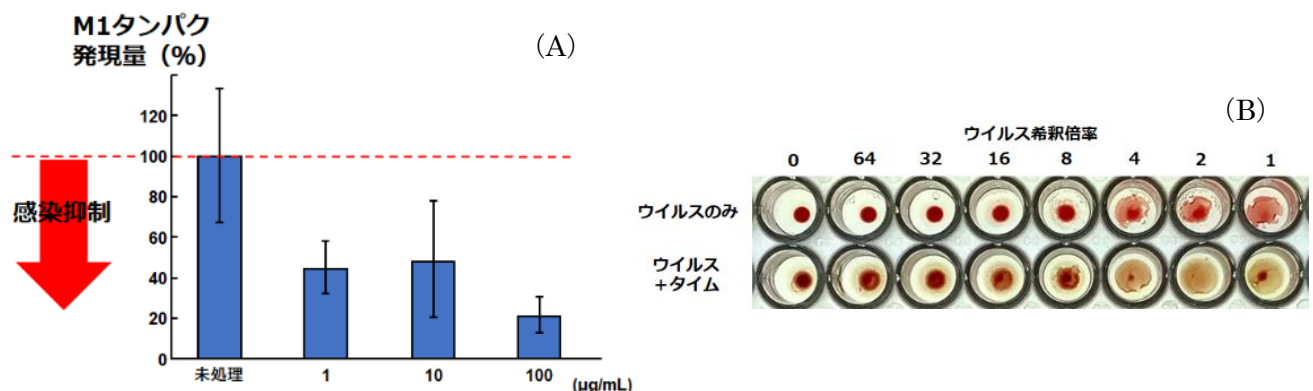 M1タンパク
発現量（%）
(A)
120
100
80
60
40
20
0
感染抑制
未処理 1 10 100 (μg/mL)
(B)
ウイルス希釈倍率
0 64 32 16 8 4 2 1
ウイルスのみ
ウイルス
＋タイム